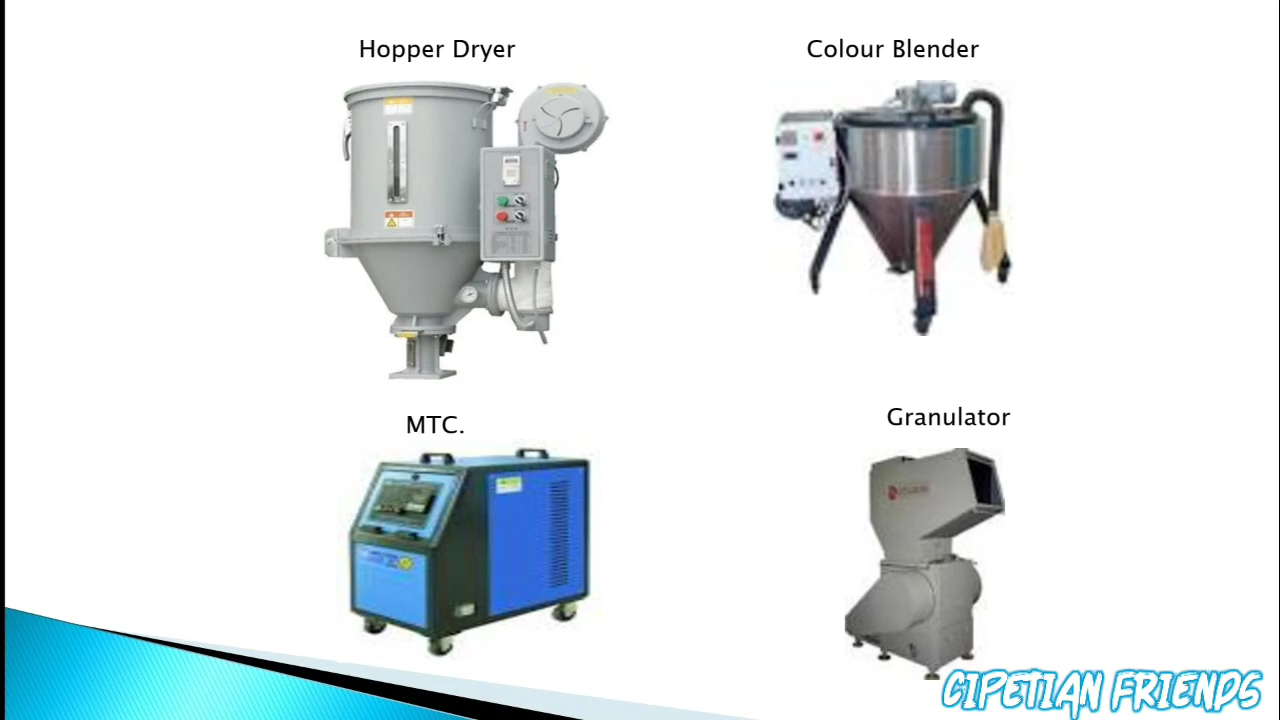 Hopper Dryer
Colour Blender
MTC.
Granulator
CIPETIAN FRIENDS